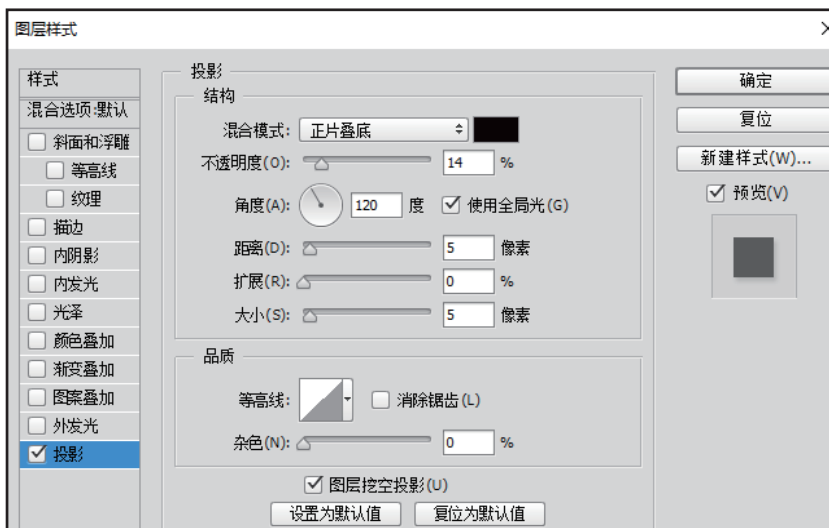 图层样式
样式
混合选项:默认
斜面和浮雕
等高线
纹理
描边
内阴影
内发光
光泽
颜色叠加
渐变叠加
图案叠加
外发光
投影
投影
结构
混合模式: 正片叠底
不透明度(O): 14 %
角度(A): 120 度 使用全局光(G)
距离(D): 5 像素
扩展(R): 0 %
大小(S): 5 像素
品质
等高线: 消除锯齿(L)
杂色(N): 0 %
图层挖空投影(U)
设置为默认值 复位为默认值
确定
复位
新建样式(W)...
预览(V)